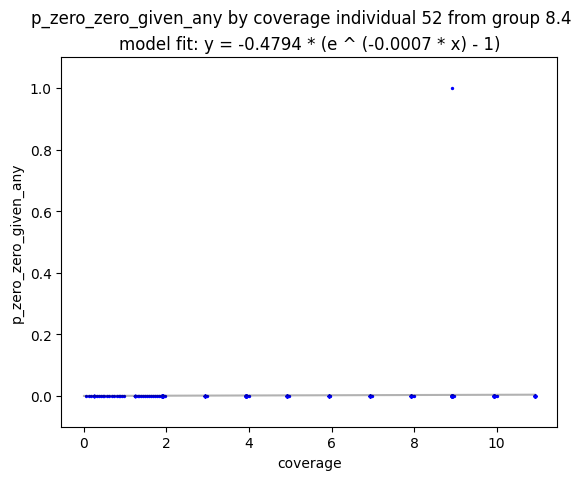 p_zero_zero_given_any by coverage individual 52 from group 8.4
model fit: y = -0.4794 * (e ^ (-0.0007 * x) - 1)
1.0
0.8
0.6
0.4
0.2
0.0
p_zero_zero_given_any
0 2 4 6 8 10
coverage